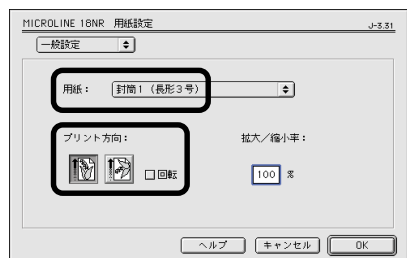 MICROLINE 18NR 用紙設定 J-3.31
一般設定
用紙： 封筒1（長形3号）
プリント方向： 拡大／縮小率：
回転 100 %
ヘルプ キャンセル OK